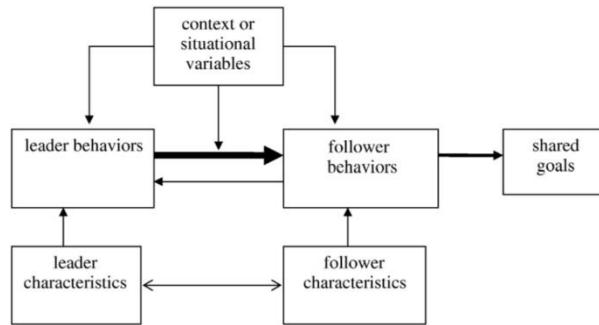 context or
situational
variables
leader behaviors
follower
behaviors
shared
goals
leader
characteristics
follower
characteristics